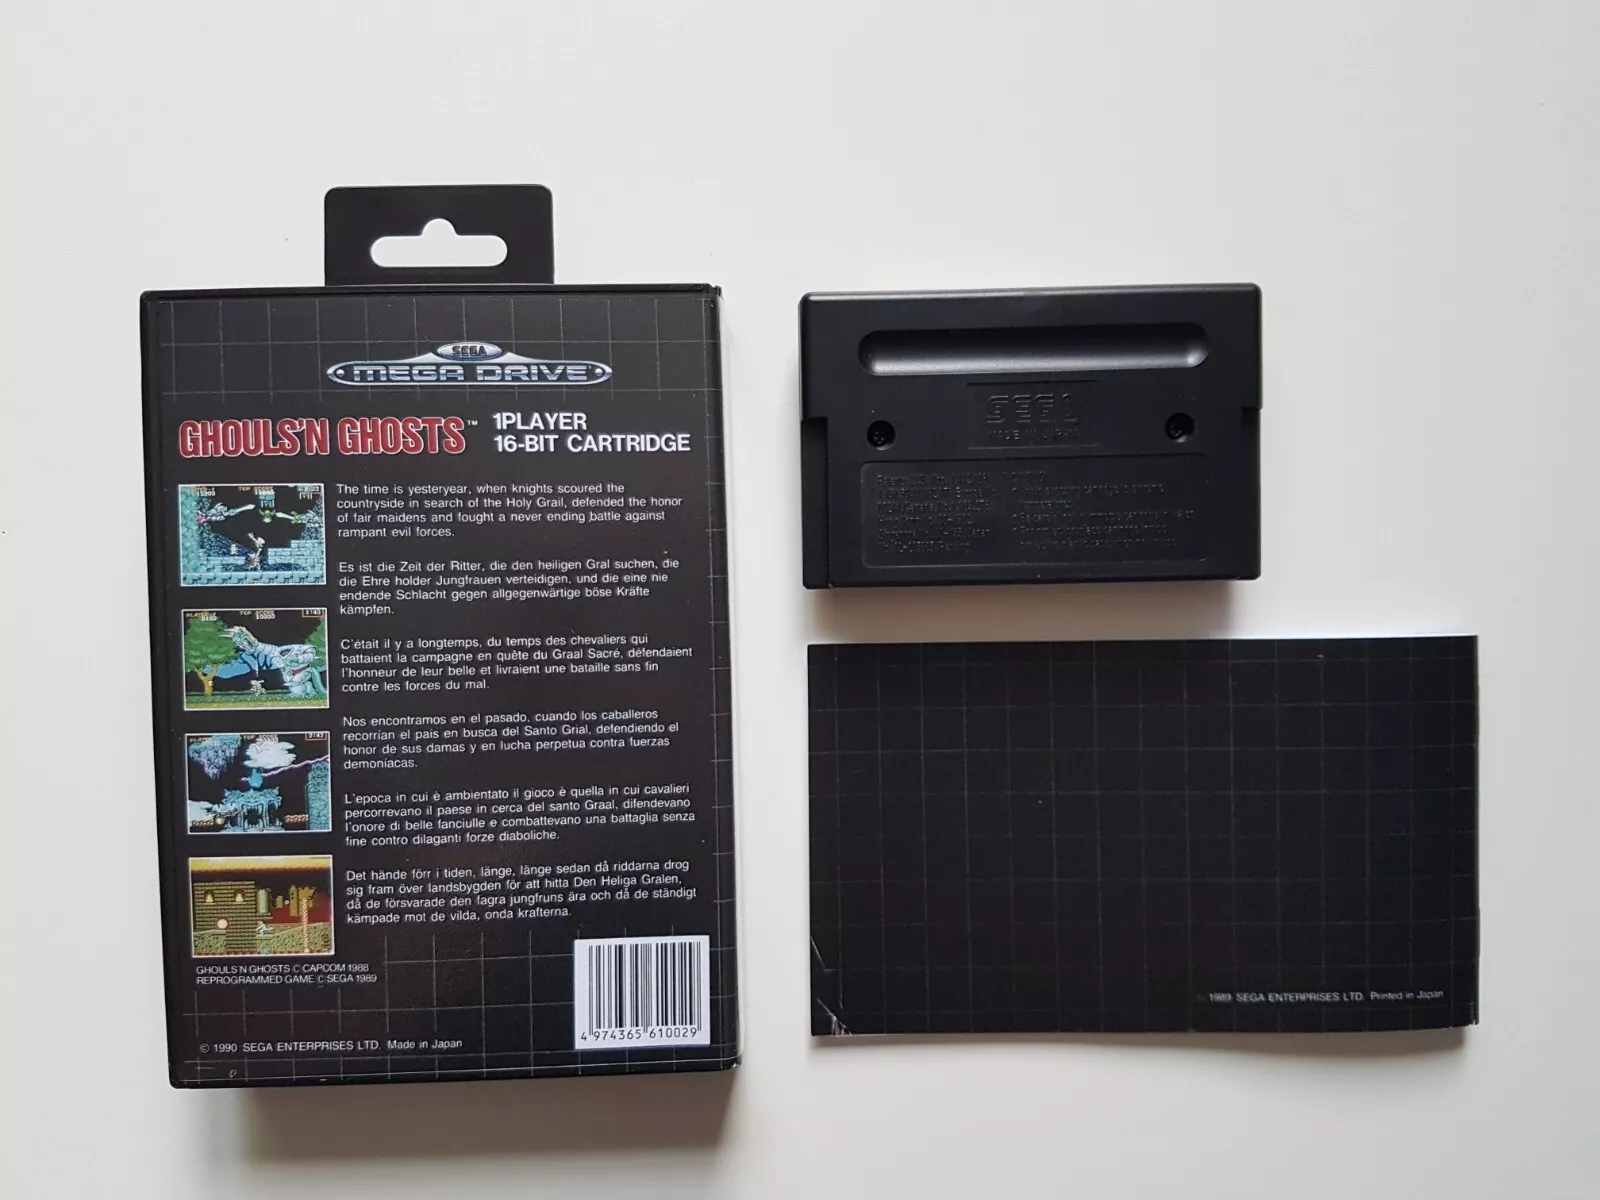 SEGA
MEGA DRIVE
GHOULS'N GHOSTS™
1PLAYER
16-BIT CARTRIDGE
The time is yesteryear, when knights scoured the
countryside in search of the Holy Grail, defended the honor
of fair maidens and fought a never ending battle against
rampant evil forces.
Es ist die Zeit der Ritter, die den heiligen Gral suchen, die
die Ehre holder Jungfrauen verteidigen, und die eine nie
endende Schlacht gegen allgegenwärtige böse Kräfte
kämpfen.
C'était il y a longtemps, du temps des chevaliers qui
battaient la campagne en quête du Graal Sacré, défendaient
l'honneur de leur belle et livraient une bataille sans fin
contre les forces du mal.
Nos encontramos en el pasado, cuando los caballeros
recorrían el país en busca del Santo Grial, defendiendo el
honor de sus damas y en lucha perpetua contra fuerzas
demoníacas.
L'epoca in cui è ambientato il gioco è quella in cui cavalieri
percorrevano il paese in cerca del santo Graal, difendevano
l'onore di belle fanciulle e combattevano una battaglia senza
fine contro dilaganti forze diaboliche.
Det hände förr i tiden, länge, länge sedan då riddarna drog
sig fram över landsbygden för att hitta Den Heliga Gralen,
då de försvarade den fagra jungfruns ära och då de ständigt
kämpade mot de vilda, onda krafterna.
GHOULS'N GHOSTS © CAPCOM 1988
REPROGRAMMED GAME © SEGA 1989
4 974365 610029
© 1990 SEGA ENTERPRISES LTD. Made in Japan
SEGA
MADE IN JAPAN
© 1989 SEGA ENTERPRISES LTD. Printed in Japan